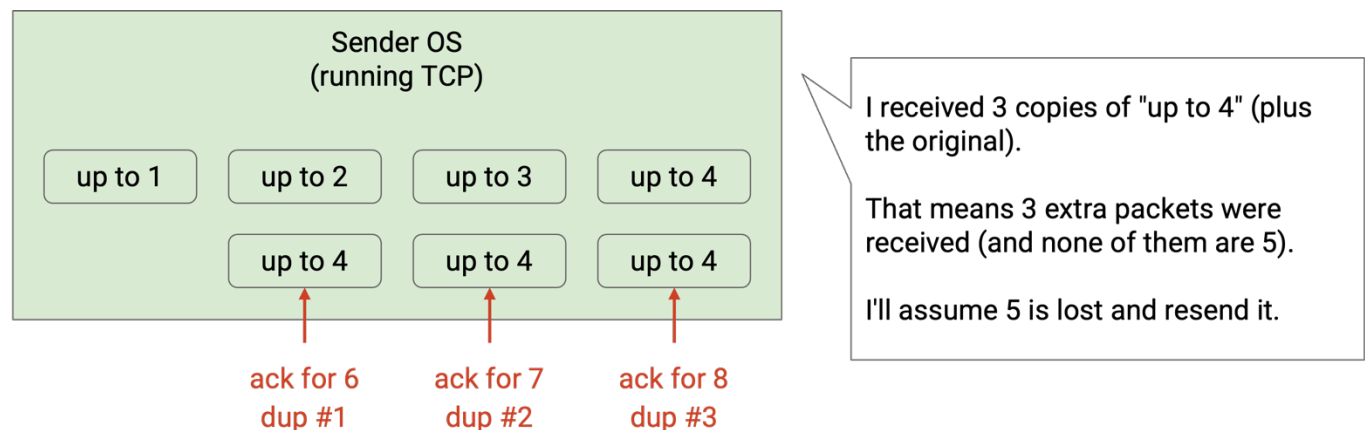 Sender OS
(running TCP)
up to 1
up to 2
up to 3
up to 4
up to 4
up to 4
up to 4
ack for 6
dup #1
ack for 7
dup #2
ack for 8
dup #3
I received 3 copies of "up to 4" (plus
the original).
That means 3 extra packets were
received (and none of them are 5).
I'll assume 5 is lost and resend it.